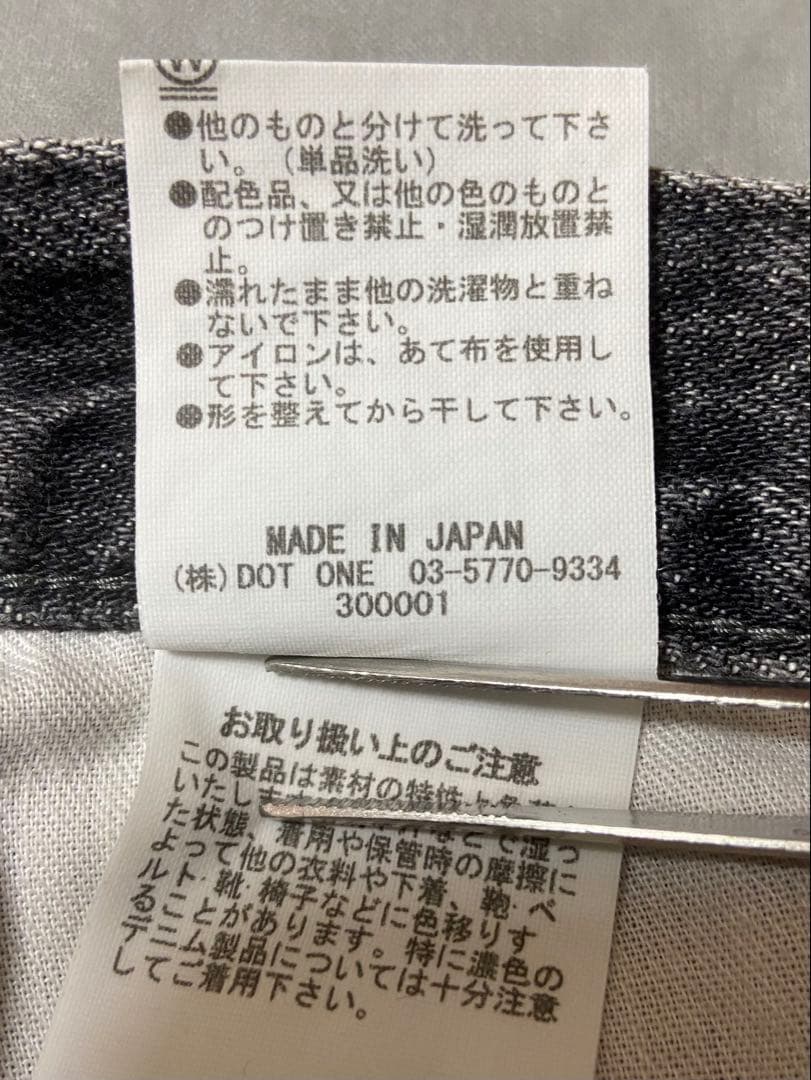 W
●他のものと分けて洗って下さ
い。（単品洗い）
●配色品、又は他の色のものと
のつけ置き禁止・湿潤放置禁
止。
●濡れたまま他の洗濯物と重ね
ないで下さい。
●アイロンは、あて布を使用し
て下さい。
●形を整えてから干して下さい。
MADE IN JAPAN
(株)DOT ONE 03-5770-9334
300001
お取り扱い上のご注意
この製品は素材の特性上
いたします
た状態、着用や保管時の摩擦に
よって他の衣料や下着、鞄・ベ
ルト・靴・椅子などに色移りす
ることがあります。特に濃色の
デニム製品については十分注意
してご着用下さい。